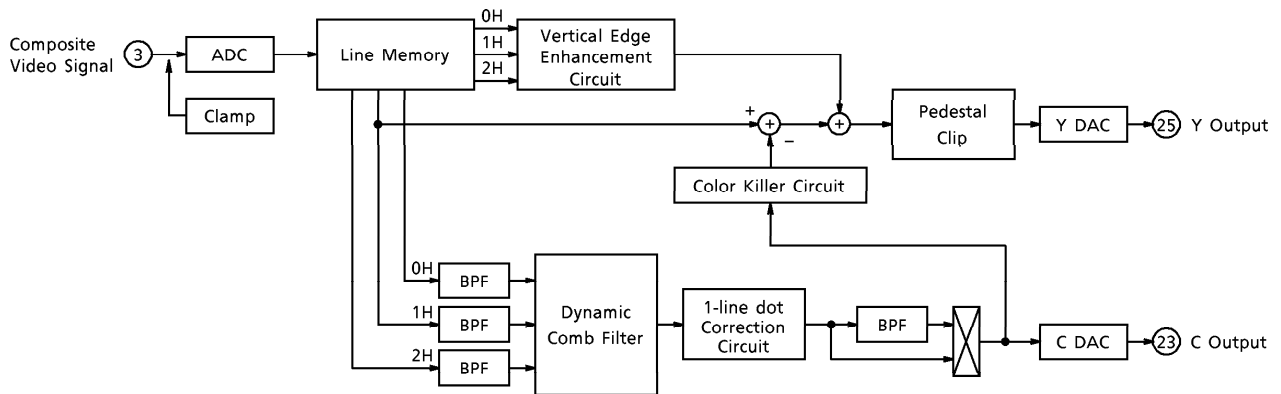 Composite
Video Signal
3
ADC
Clamp
Line Memory
0H
1H
2H
Vertical Edge
Enhancement
Circuit
+
+
−
+
Pedestal
Clip
Y DAC
25
Y Output
Color Killer Circuit
0H
BPF
1H
BPF
2H
BPF
Dynamic
Comb Filter
1-line dot
Correction
Circuit
BPF
C DAC
23
C Output